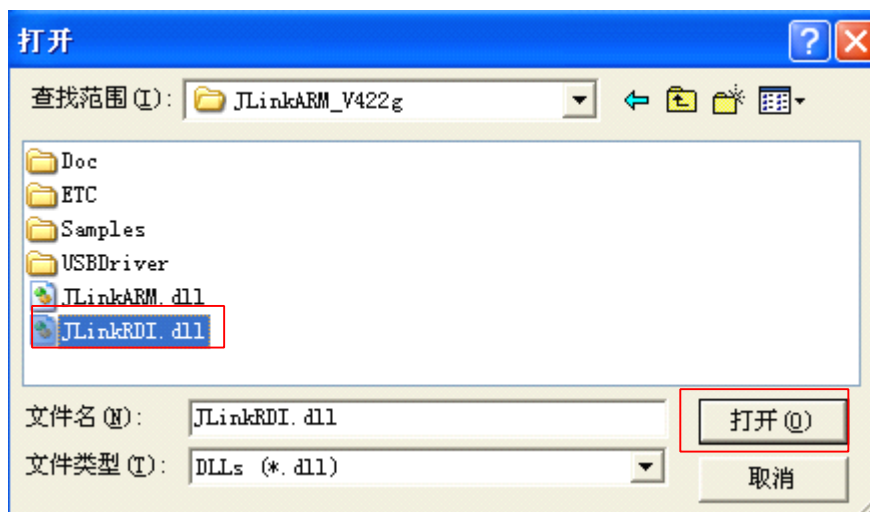 打开
查找范围(I): JLinkARM_V422g
Doc
ETC
Samples
USBDriver
JLinkARM.dll
JLinkRDI.dll
文件名(N): JLinkRDI.dll
打开(O)
文件类型(T): DLLs (*.dll)
取消